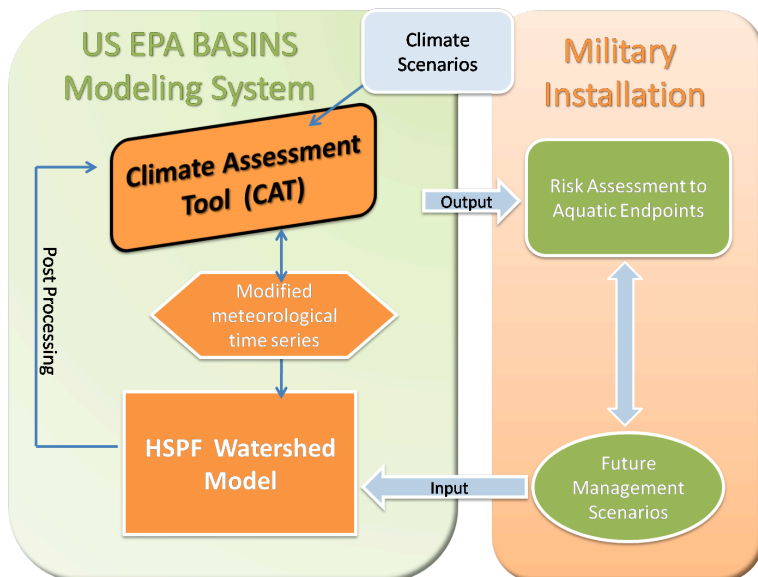 US EPA BASINS
Modeling System
Climate
Scenarios
Military
Installation
Climate Assessment
Tool (CAT)
Output
Risk Assessment to
Aquatic Endpoints
Post Processing
Modified
meteorological
time series
HSPF Watershed
Model
Input
Future
Management
Scenarios